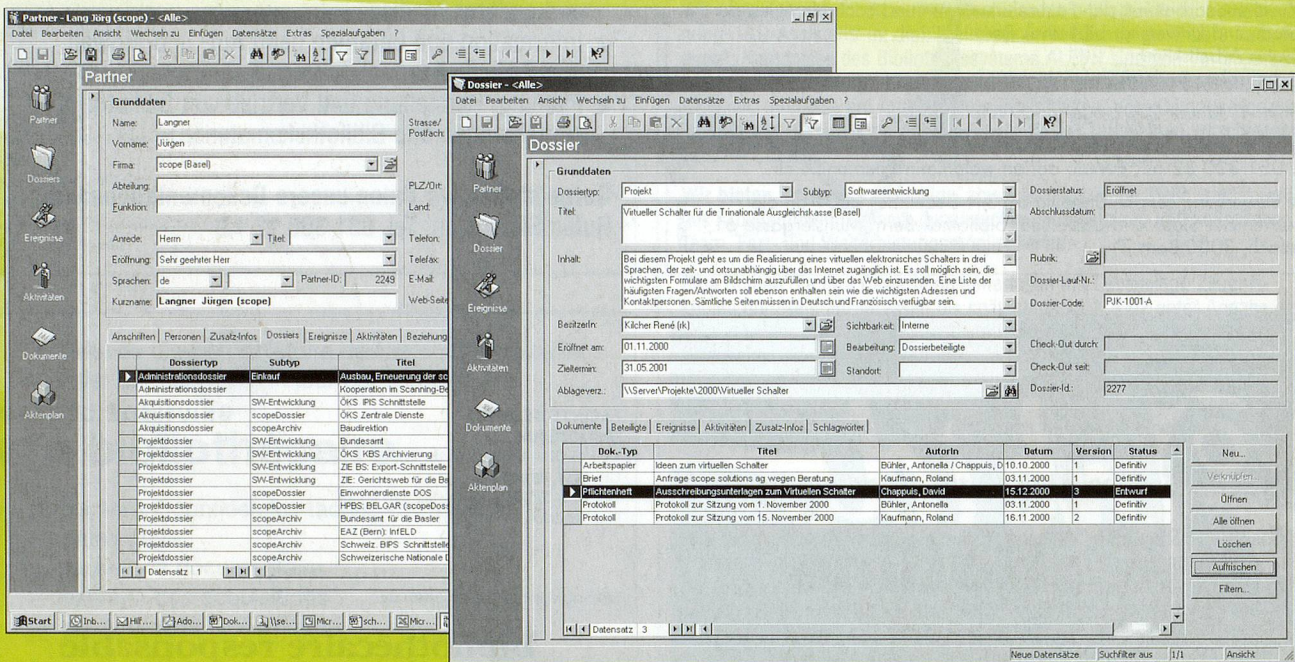 Partner - Lang Jörg (scope) - <Alle>
Datei Bearbeiten Ansicht Wechseln zu Einfügen Datensätze Extras Spezialaufgaben ?
Partner
Partner
Dossiers
Ereignisse
Aktivitäten
Dokumente
Aktenplan
Grunddaten
Name: Langner
Strasse/
Postfach:
Vorname: Jürgen
Firma: scope (Basel)
Abteilung:
PLZ/Ort:
Funktion:
Land:
Anrede: Herrn Titel: Telefon:
Eröffnung: Sehr geehrter Herr Telefax:
Sprachen: de Partner-ID: 2249 E-Mail:
Kurzname: Langner Jürgen (scope) Web-Seite
Anschriften Personen Zusatz-Infos Dossiers Ereignisse Aktivitäten Beziehung
Dossiertyp Subtyp Titel
Administrationsdossier Einkauf Ausbau, Erneuerung der sc
Administrationsdossier Kooperation im Scanning-Be
Akquisitionsdossier SW-Entwicklung ÖKS IPIS Schnittstelle
Akquisitionsdossier scopeDossier ÖKS Zentrale Dienste
Akquisitionsdossier scopeArchiv Baudirektion
Projektdossier SW-Entwicklung Bundesamt
Projektdossier SW-Entwicklung ÖKS KBS Archivierung
Projektdossier SW-Entwicklung ZIE BS: Export-Schnittstelle
Projektdossier SW-Entwicklung ZIE: Gerichtsweb für die Ba
Projektdossier scopeDossier Einwohnerdienste DOS
Projektdossier scopeDossier HPBS: BELGAR (scopeDoss
Projektdossier scopeArchiv Bundesamt für die Basler
Projektdossier scopeArchiv EAZ (Bern): InfELD
Projektdossier scopeArchiv Schweiz. BIPS Schnittstelle
Projektdossier scopeArchiv Schweizerische Nationale D
Datensatz 1
Start Inb... Hilf... Ado... Dok... \\se... Micr... sch... Micr...
Dossier - <Alle>
Datei Bearbeiten Ansicht Wechseln zu Einfügen Datensätze Extras Spezialaufgaben ?
Dossier
Partner
Dossier
Ereignisse
Aktivitäten
Dokumente
Aktenplan
Grunddaten
Dossiertyp: Projekt Subtyp: Softwareentwicklung Dossierstatus: Eröffnet
Titel: Virtueller Schalter für die Trinationale Ausgleichskasse (Basel) Abschlussdatum:
Inhalt: Bei diesem Projekt geht es um die Realisierung eines virtuellen elektronisches Schalters in drei Rubrik:
Sprachen, der zeit- und ortsunabhängig über das Internet zugänglich ist. Es soll möglich sein, die
wichtigsten Formulare am Bildschirm auszufüllen und über das Web einzusenden. Eine Liste der Dossier-Lauf-Nr.:
häufigsten Fragen/Antworten soll ebenson enthalten sein wie die wichtigsten Adressen und
Kontaktpersonen. Sämtliche Seiten müssen in Deutsch und Französisch verfügbar sein. Dossier-Code: PJK-1001-A
BesitzerIn: Kilcher René (rk) Sichtbarkeit: Interne
Eröffnet am: 01.11.2000 Bearbeitung: Dossierbeteiligte Check-Out durch:
Zieltermin: 31.05.2001 Standort: Check-Out seit:
Ablageverz.: \\Server\Projekte\2000\Virtueller Schalter Dossier-Id.: 2277
Dokumente Beteiligte Ereignisse Aktivitäten Zusatz-Infos Schlagwörter
Dok.-Typ Titel AutorIn Datum Version Status
Arbeitspapier Ideen zum virtuellen Schalter Bühler, Antonella / Chappuis, D 10.10.2000 1 Definitiv
Brief Anfrage scope solutions ag wegen Beratung Kaufmann, Roland 03.11.2000 1 Definitiv
Pflichtenheft Ausschreibungsunterlagen zum Virtuellen Schalter Chappuis, David 15.12.2000 3 Entwurf
Protokoll Protokoll zur Sitzung vom 1. November 2000 Bühler, Antonella 03.11.2000 1 Definitiv
Protokoll Protokoll zur Sitzung vom 15. November 2000 Kaufmann, Roland 16.11.2000 2 Definitiv
Neu...
Verknüpfen...
Öffnen
Alle öffnen
Löschen
Auffrischen
Filtern...
Datensatz 3
Neue Datensätze Suchfilter aus 1/1 Ansicht